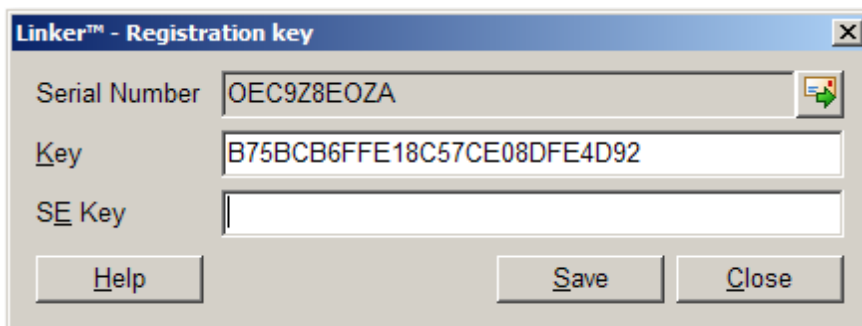 Linker™ - Registration key
Serial Number OEC9Z8EOZA
Key B75BCB6FFE18C57CE08DFE4D92
SE Key
Help Save Close